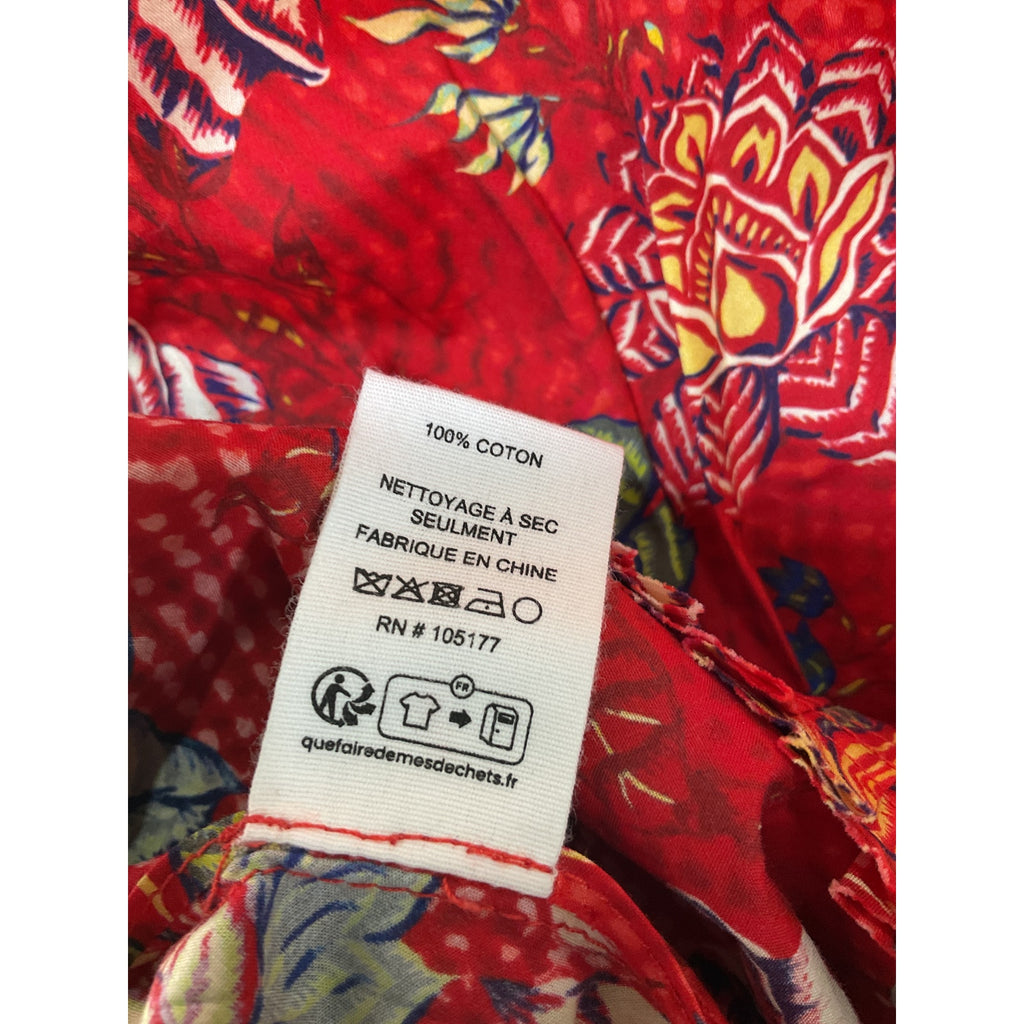 100% COTON
NETTOYAGE À SEC
SEULMENT
FABRIQUE EN CHINE
RN # 105177
FR
quefairedemesdechets.fr